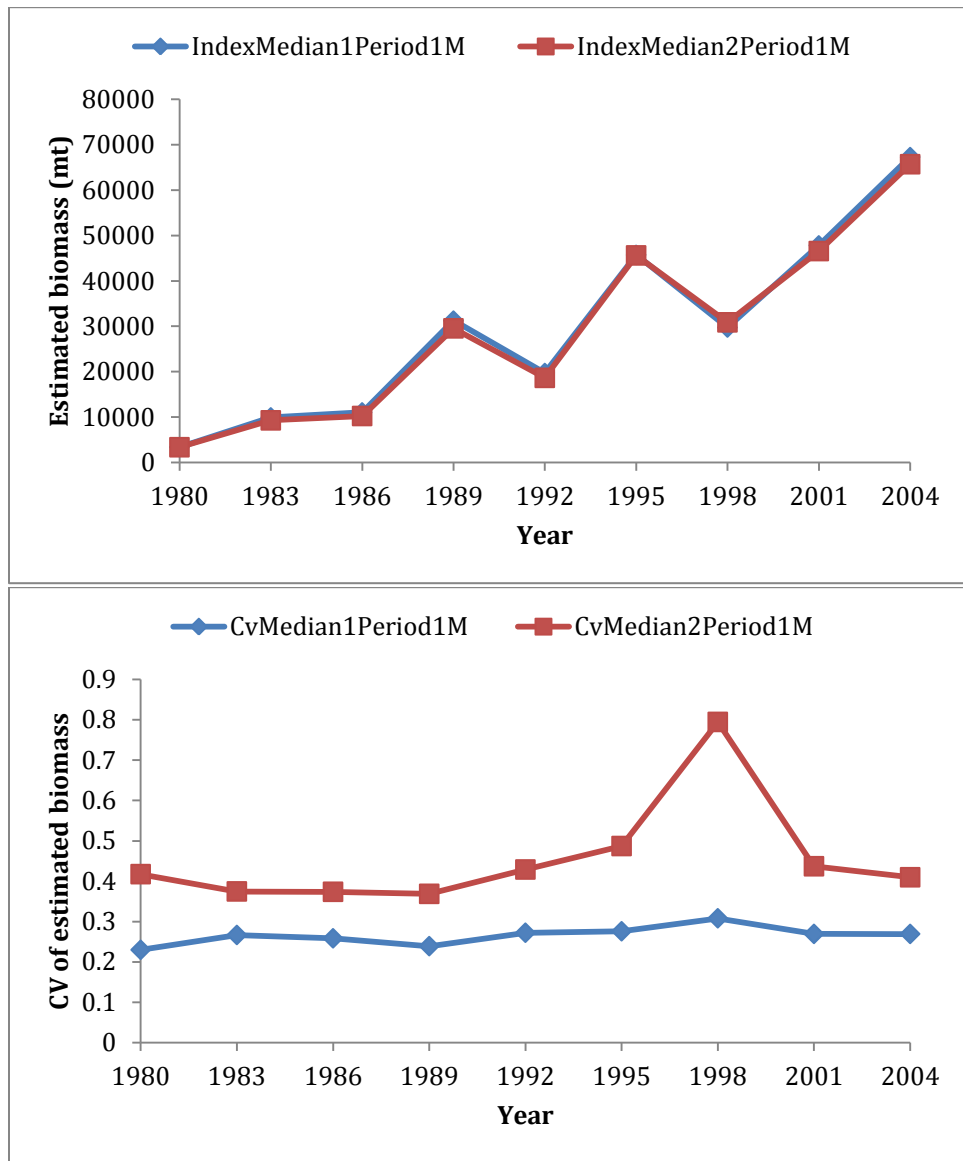 IndexMedian1Period1M IndexMedian2Period1M
80000
70000
60000
50000
40000
30000
20000
10000
0
Estimated biomass (mt)
1980 1983 1986 1989 1992 1995 1998 2001 2004
Year
CvMedian1Period1M CvMedian2Period1M
0.9
0.8
0.7
0.6
0.5
0.4
0.3
0.2
0.1
0
CV of estimated biomass
1980 1983 1986 1989 1992 1995 1998 2001 2004
Year